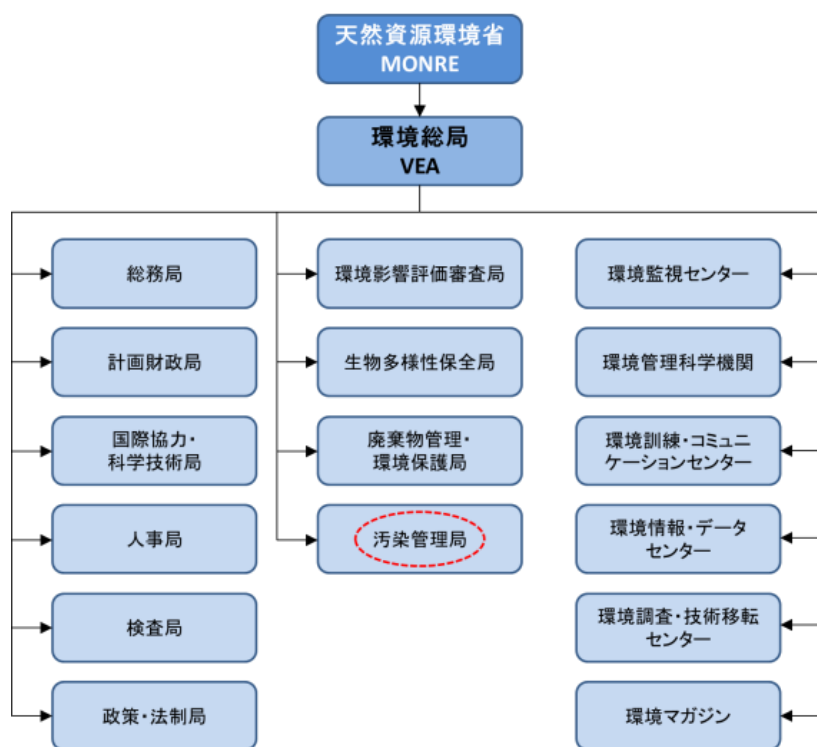 天然資源環境省
MONRE
環境総局
VEA
総務局
計画財政局
国際協力・
科学技術局
人事局
検査局
政策・法制局
環境影響評価審査局
生物多様性保全局
廃棄物管理・
環境保護局
汚染管理局
環境監視センター
環境管理科学機関
環境訓練・コミュニ
ケーションセンター
環境情報・データ
センター
環境調査・技術移転
センター
環境マガジン